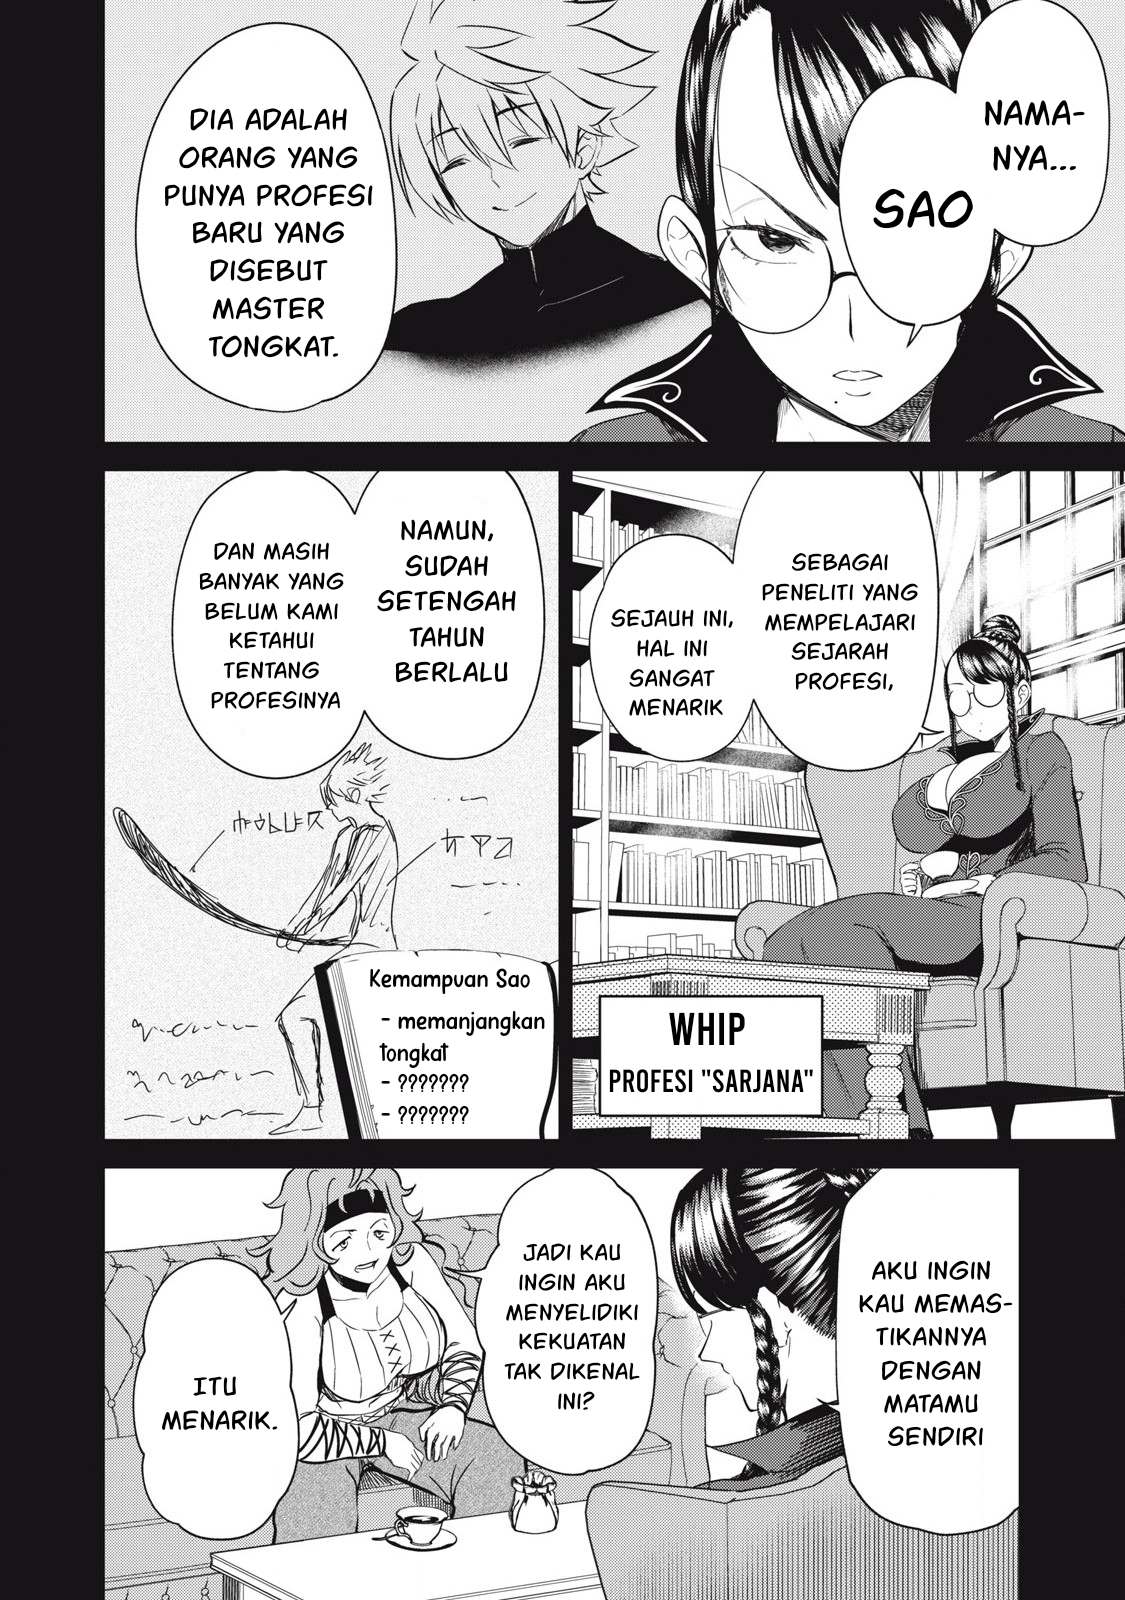 NAMA-
NYA...
SAO
DIA ADALAH
ORANG YANG
PUNYA PROFESI
BARU YANG
DISEBUT
MASTER
TONGKAT.
SEBAGAI
PENELITI YANG
MEMPELAJARI
SEJARAH
PROFESI,
SEJAUH INI,
HAL INI
SANGAT
MENARIK
WHIP
PROFESI "SARJANA"
NAMUN,
SUDAH
SETENGAH
TAHUN
BERLALU
DAN MASIH
BANYAK YANG
BELUM KAMI
KETAHUI
TENTANG
PROFESINYA
Kemampuan Sao
- memanjangkan
tongkat
- ???????
- ???????
AKU INGIN
KAU MEMAS-
TIKANNYA
DENGAN
MATAMU
SENDIRI
JADI KAU
INGIN AKU
MENYELIDIKI
KEKUATAN
TAK DIKENAL
INI?
ITU
MENARIK.